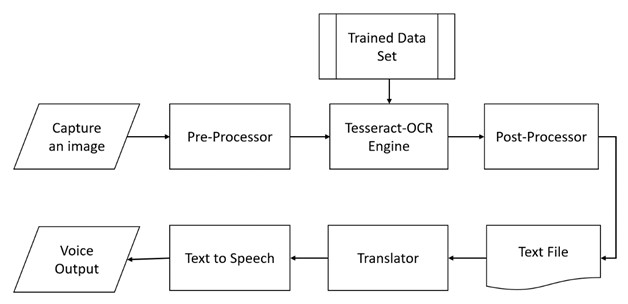 Trained Data
Set
Capture
an image
Pre-Processor
Tesseract-OCR
Engine
Post-Processor
Voice
Output
Text to Speech
Translator
Text File